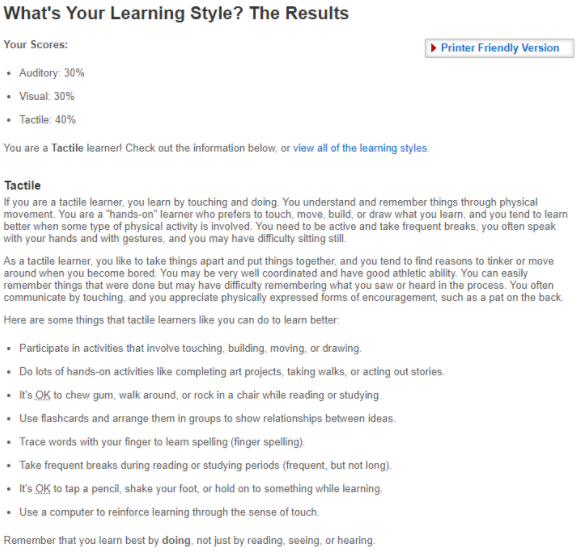 What's Your Learning Style? The Results
Your Scores:
Printer Friendly Version
• Auditory: 30%
• Visual: 30%
• Tactile: 40%
You are a Tactile learner! Check out the information below, or view all of the learning styles.
Tactile
If you are a tactile learner, you learn by touching and doing. You understand and remember things through physical
movement. You are a "hands-on" learner who prefers to touch, move, build, or draw what you learn, and you tend to learn
better when some type of physical activity is involved. You need to be active and take frequent breaks, you often speak
with your hands and with gestures, and you may have difficulty sitting still.
As a tactile learner, you like to take things apart and put things together, and you tend to find reasons to tinker or move
around when you become bored. You may be very well coordinated and have good athletic ability. You can easily
remember things that were done but may have difficulty remembering what you saw or heard in the process. You often
communicate by touching, and you appreciate physically expressed forms of encouragement, such as a pat on the back.
Here are some things that tactile learners like you can do to learn better:
• Participate in activities that involve touching, building, moving, or drawing.
• Do lots of hands-on activities like completing art projects, taking walks, or acting out stories.
• It's OK to chew gum, walk around, or rock in a chair while reading or studying.
• Use flashcards and arrange them in groups to show relationships between ideas.
• Trace words with your finger to learn spelling (finger spelling).
• Take frequent breaks during reading or studying periods (frequent, but not long).
• It's OK to tap a pencil, shake your foot, or hold on to something while learning.
• Use a computer to reinforce learning through the sense of touch.
Remember that you learn best by doing, not just by reading, seeing, or hearing.